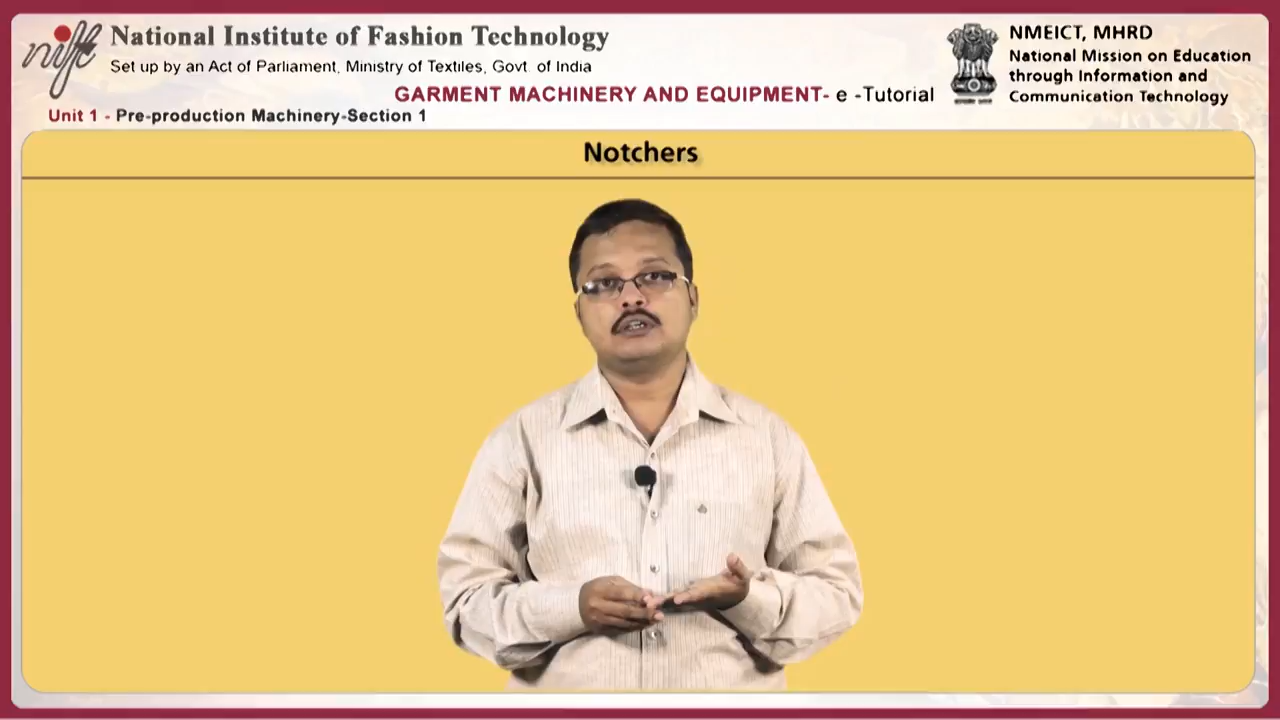 nift
National Institute of Fashion Technology
Set up by an Act of Parliament, Ministry of Textiles, Govt. of India
NMEICT, MHRD
National Mission on Education
through Information and
Communication Technology
GARMENT MACHINERY AND EQUIPMENT- e -Tutorial
Unit 1 - Pre-production Machinery-Section 1
Notchers